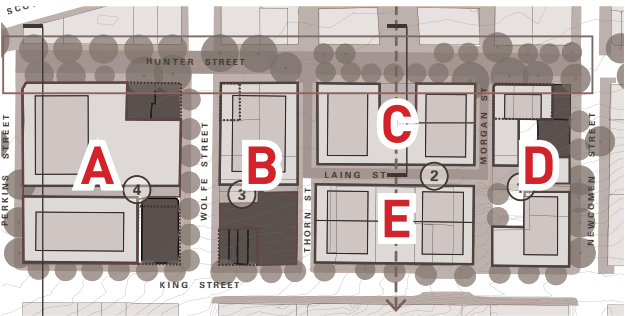 SCO
HUNTER STREET
PERKINS STREET
WOLFE STREET
THORN ST
LAING ST
MORGAN ST
NEWCOMEN STREET
KING STREET
A
B
C
D
E
4
3
2